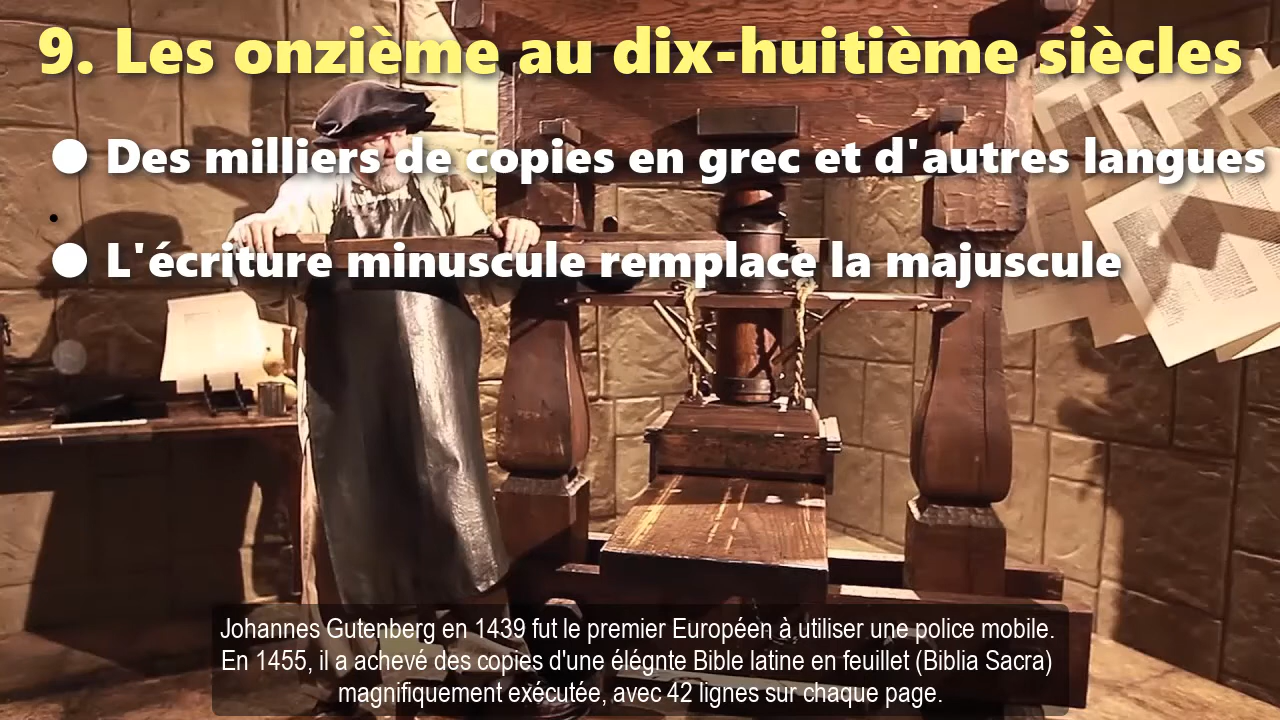 9. Les onzième au dix-huitième siècles
● Des milliers de copies en grec et d'autres langues
● L'écriture minuscule remplace la majuscule
Johannes Gutenberg en 1439 fut le premier Européen à utiliser une police mobile.
En 1455, il a achevé des copies d'une élégnte Bible latine en feuillet (Biblia Sacra)
magnifiquement exécutée, avec 42 lignes sur chaque page.